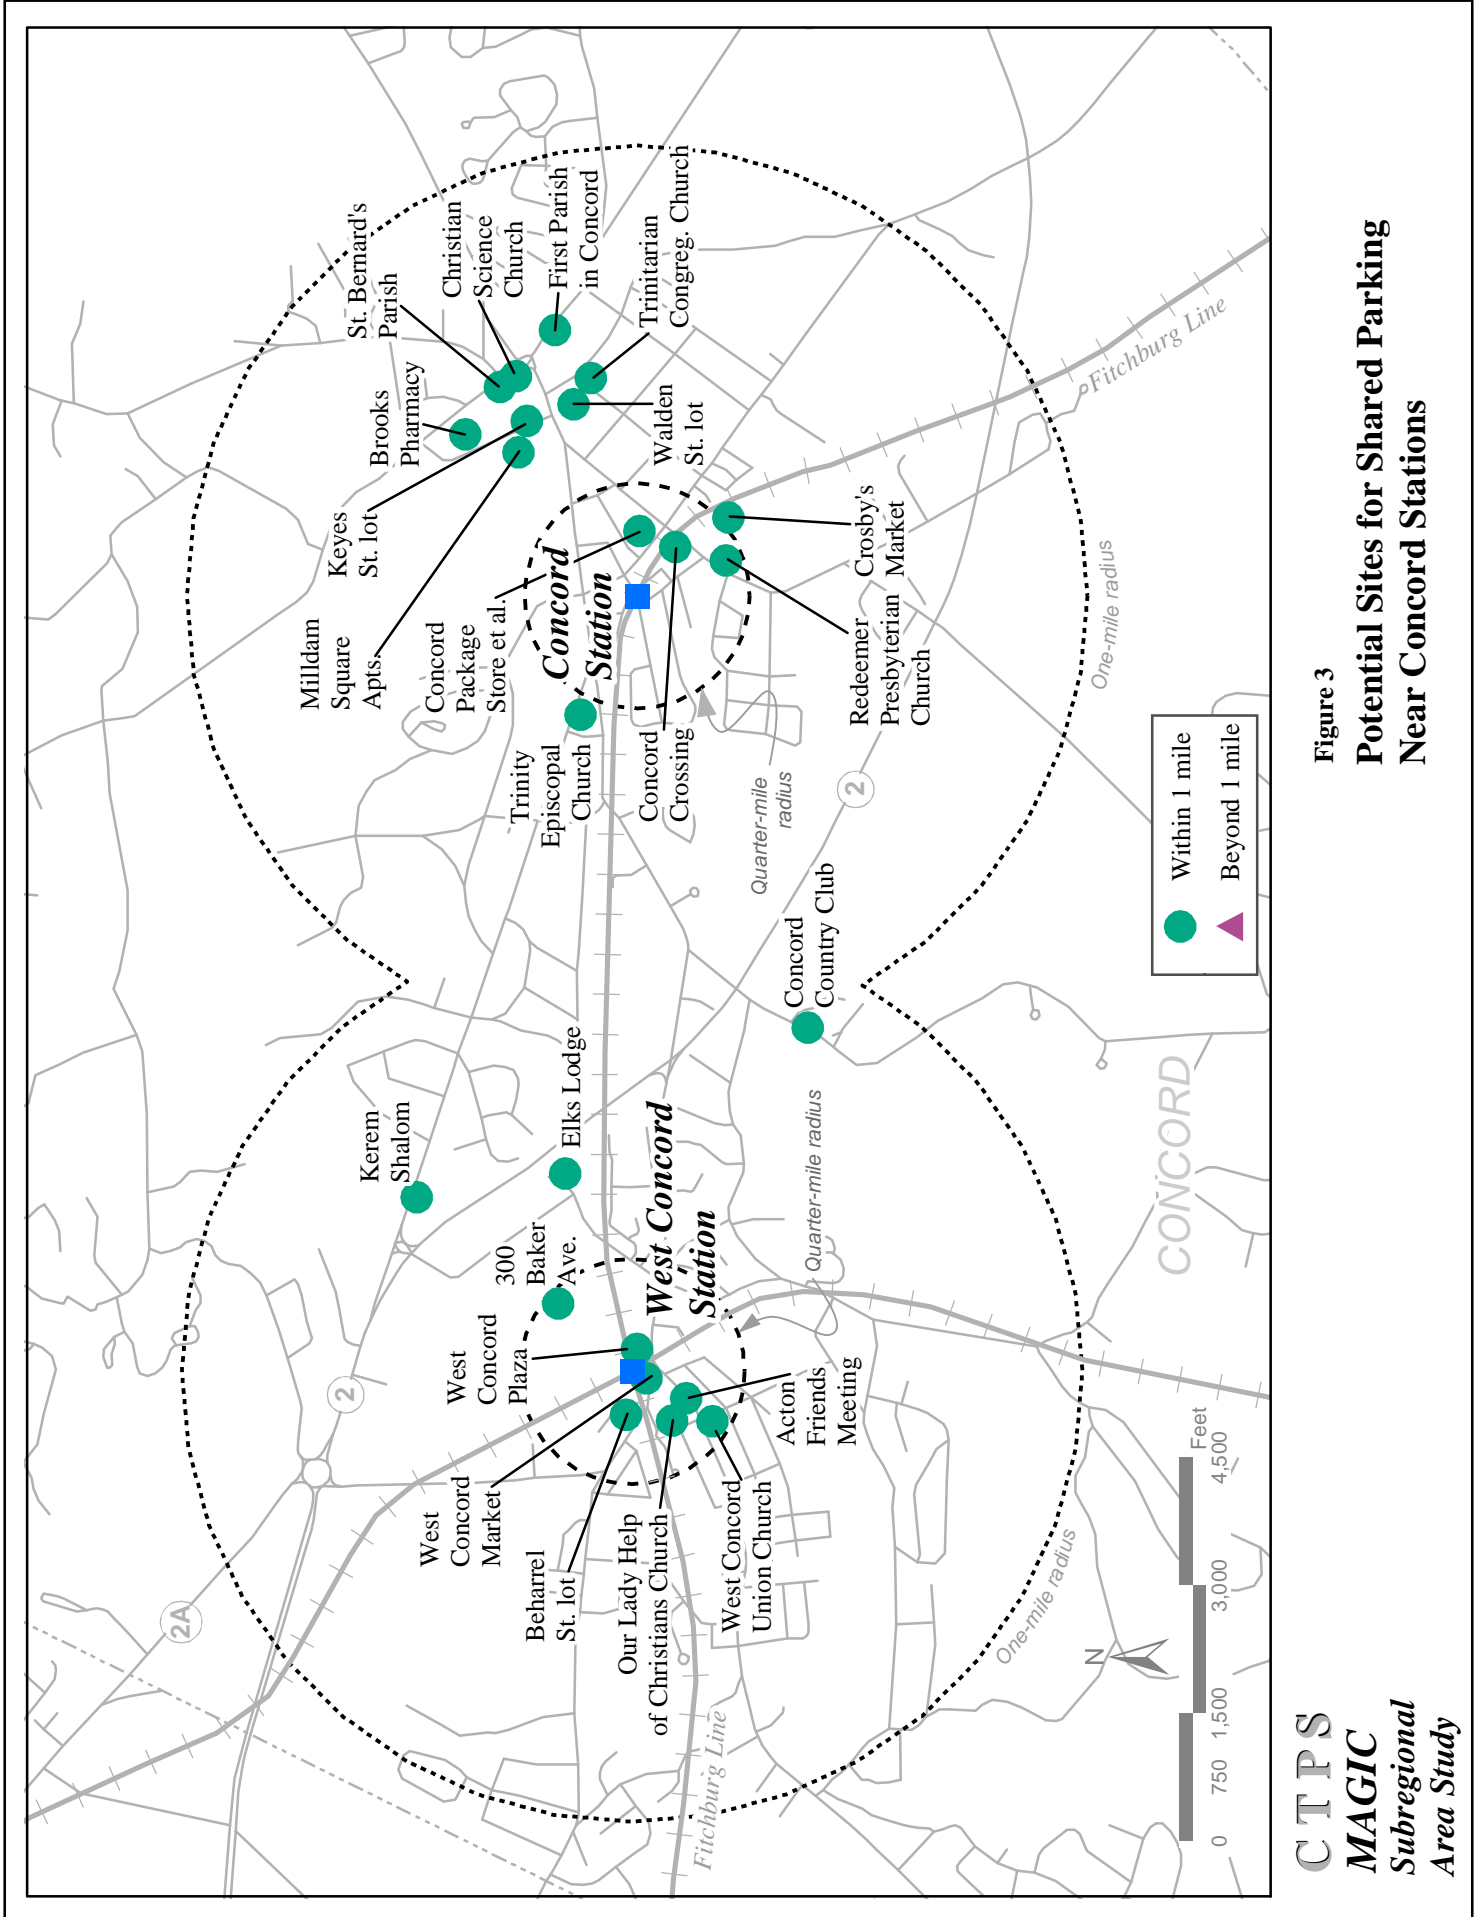 St. Bernard's
Parish
Christian
Science
Church
First Parish
in Concord
Trinitarian
Congreg. Church
Brooks
Pharmacy
Walden
St. lot
Keyes
St. lot
Milldam
Square
Apts.
Concord
Package
Store et al.
Concord
Station
Crosby's
Market
Redeemer
Presbyterian
Church
Trinity
Episcopal
Church
Concord
Crossing
Quarter-mile
radius
2
One-mile radius
Fitchburg Line
Concord
Country Club
Kerem
Shalom
Elks Lodge
300
Baker
Ave.
West Concord
Station
Quarter-mile radius
CONCORD
West
Concord
Plaza
2
Acton
Friends
Meeting
West
Concord
Market
Beharrel
St. lot
Our Lady Help
of Christians Church
West Concord
Union Church
2A
One-mile radius
Fitchburg Line
N
Within 1 mile
Beyond 1 mile
0 750 1,500 3,000 4,500
Feet
CTPS
MAGIC
Subregional
Area Study
Figure 3
Potential Sites for Shared Parking
Near Concord Stations